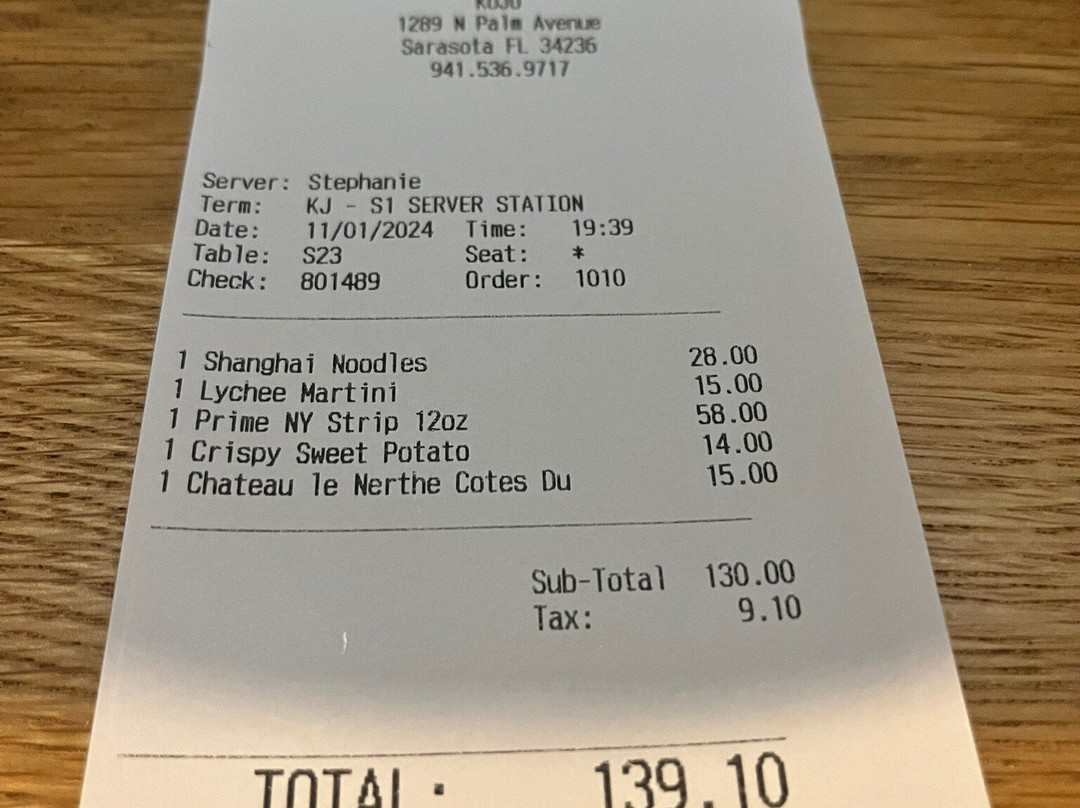 KOJO
1289 N Palm Avenue
Sarasota FL 34236
941.536.9717
Server: Stephanie
Term: KJ - S1 SERVER STATION
Date: 11/01/2024 Time: 19:39
Table: S23 Seat: *
Check: 801489 Order: 1010
1 Shanghai Noodles 28.00
1 Lychee Martini 15.00
1 Prime NY Strip 12oz 58.00
1 Crispy Sweet Potato 14.00
1 Chateau le Nerthe Cotes Du 15.00
Sub-Total 130.00
Tax: 9.10
TOTAL: 139.10